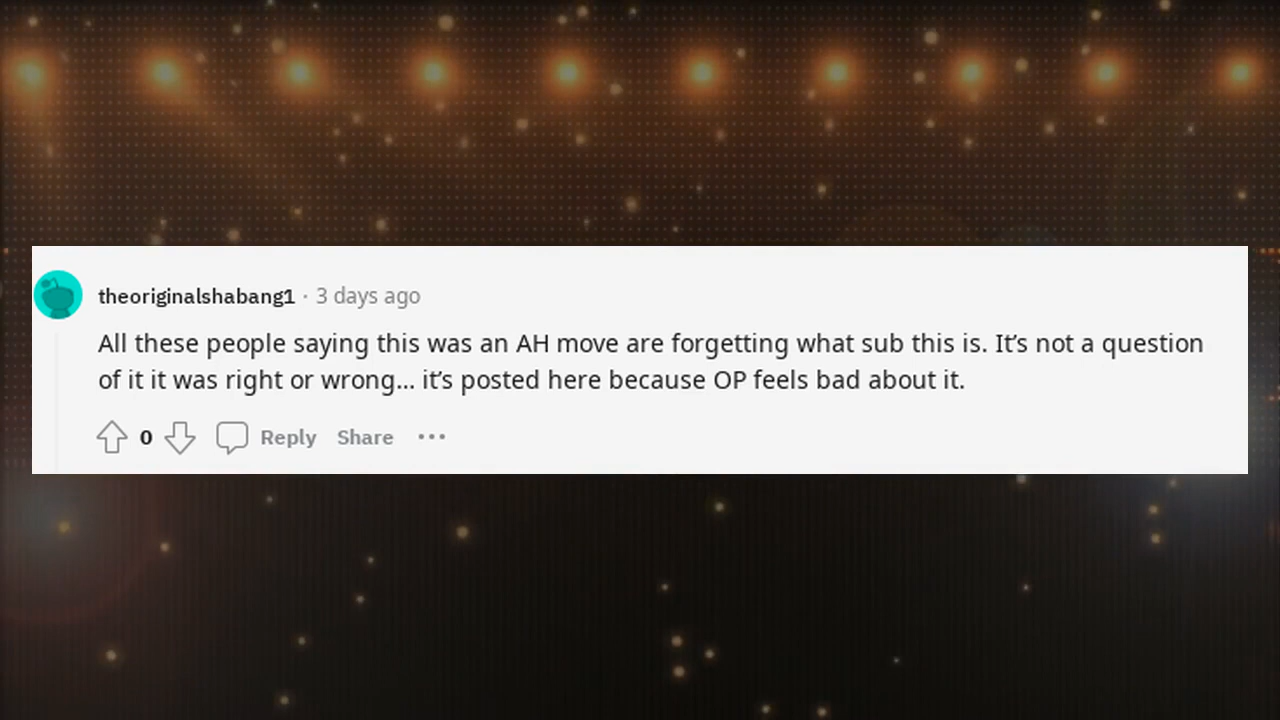 theoriginalshabang1 · 3 days ago
All these people saying this was an AH move are forgetting what sub this is. It’s not a question
of it it was right or wrong... it’s posted here because OP feels bad about it.
0 Reply Share ···